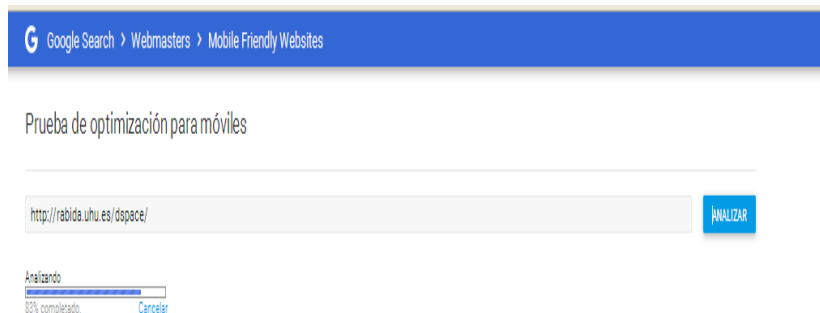 G Google Search > Webmasters > Mobile Friendly Websites
Prueba de optimización para móviles
http://rabida.uhu.es/dspace/
ANALIZAR
Analizando
83% completado. Cancelar